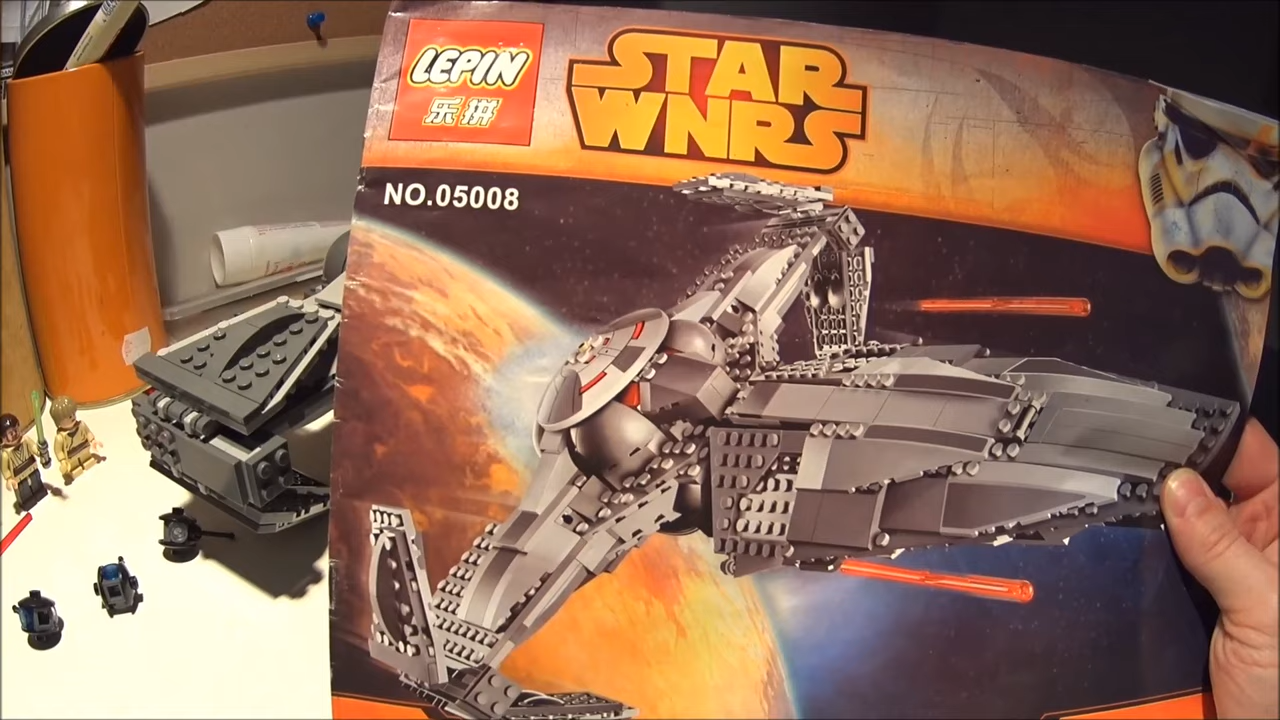 LEPIN
乐拼
STAR
WNRS
NO.05008